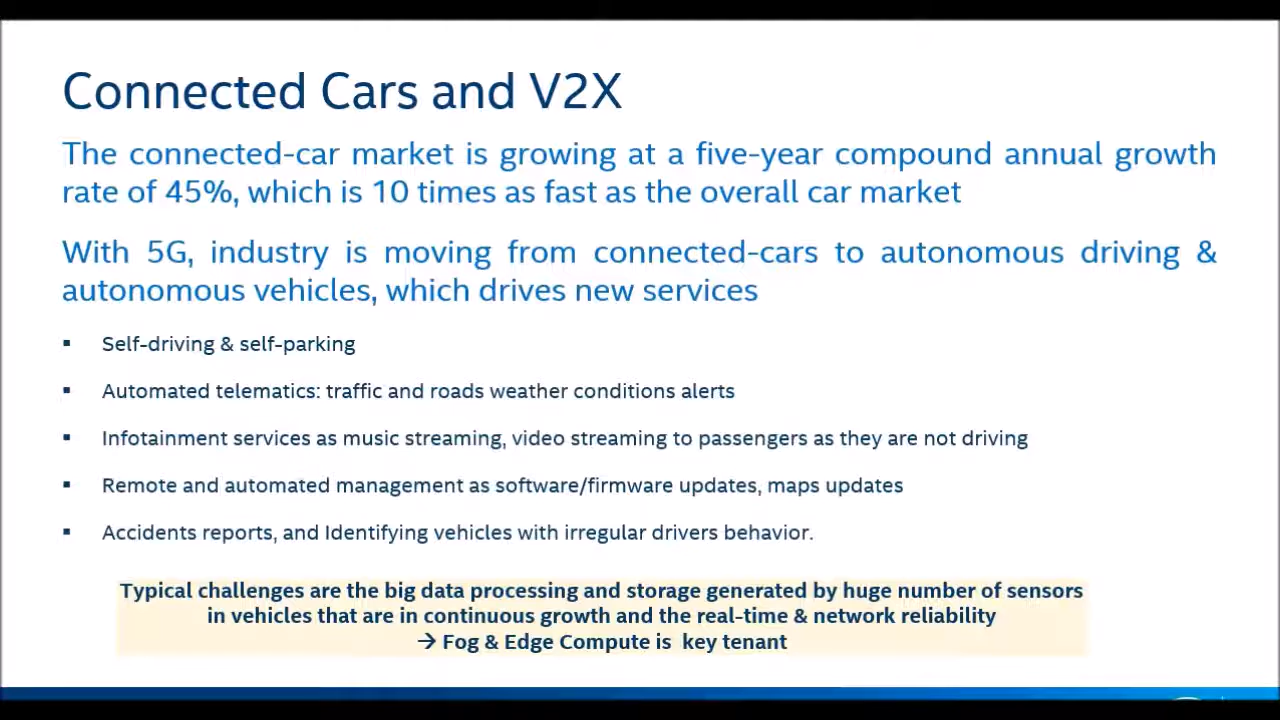 Connected Cars and V2X
The connected-car market is growing at a five-year compound annual growth
rate of 45%, which is 10 times as fast as the overall car market
With 5G, industry is moving from connected-cars to autonomous driving &
autonomous vehicles, which drives new services
▪ Self-driving & self-parking
▪ Automated telematics: traffic and roads weather conditions alerts
▪ Infotainment services as music streaming, video streaming to passengers as they are not driving
▪ Remote and automated management as software/firmware updates, maps updates
▪ Accidents reports, and Identifying vehicles with irregular drivers behavior.
Typical challenges are the big data processing and storage generated by huge number of sensors
in vehicles that are in continuous growth and the real-time & network reliability
→ Fog & Edge Compute is key tenant